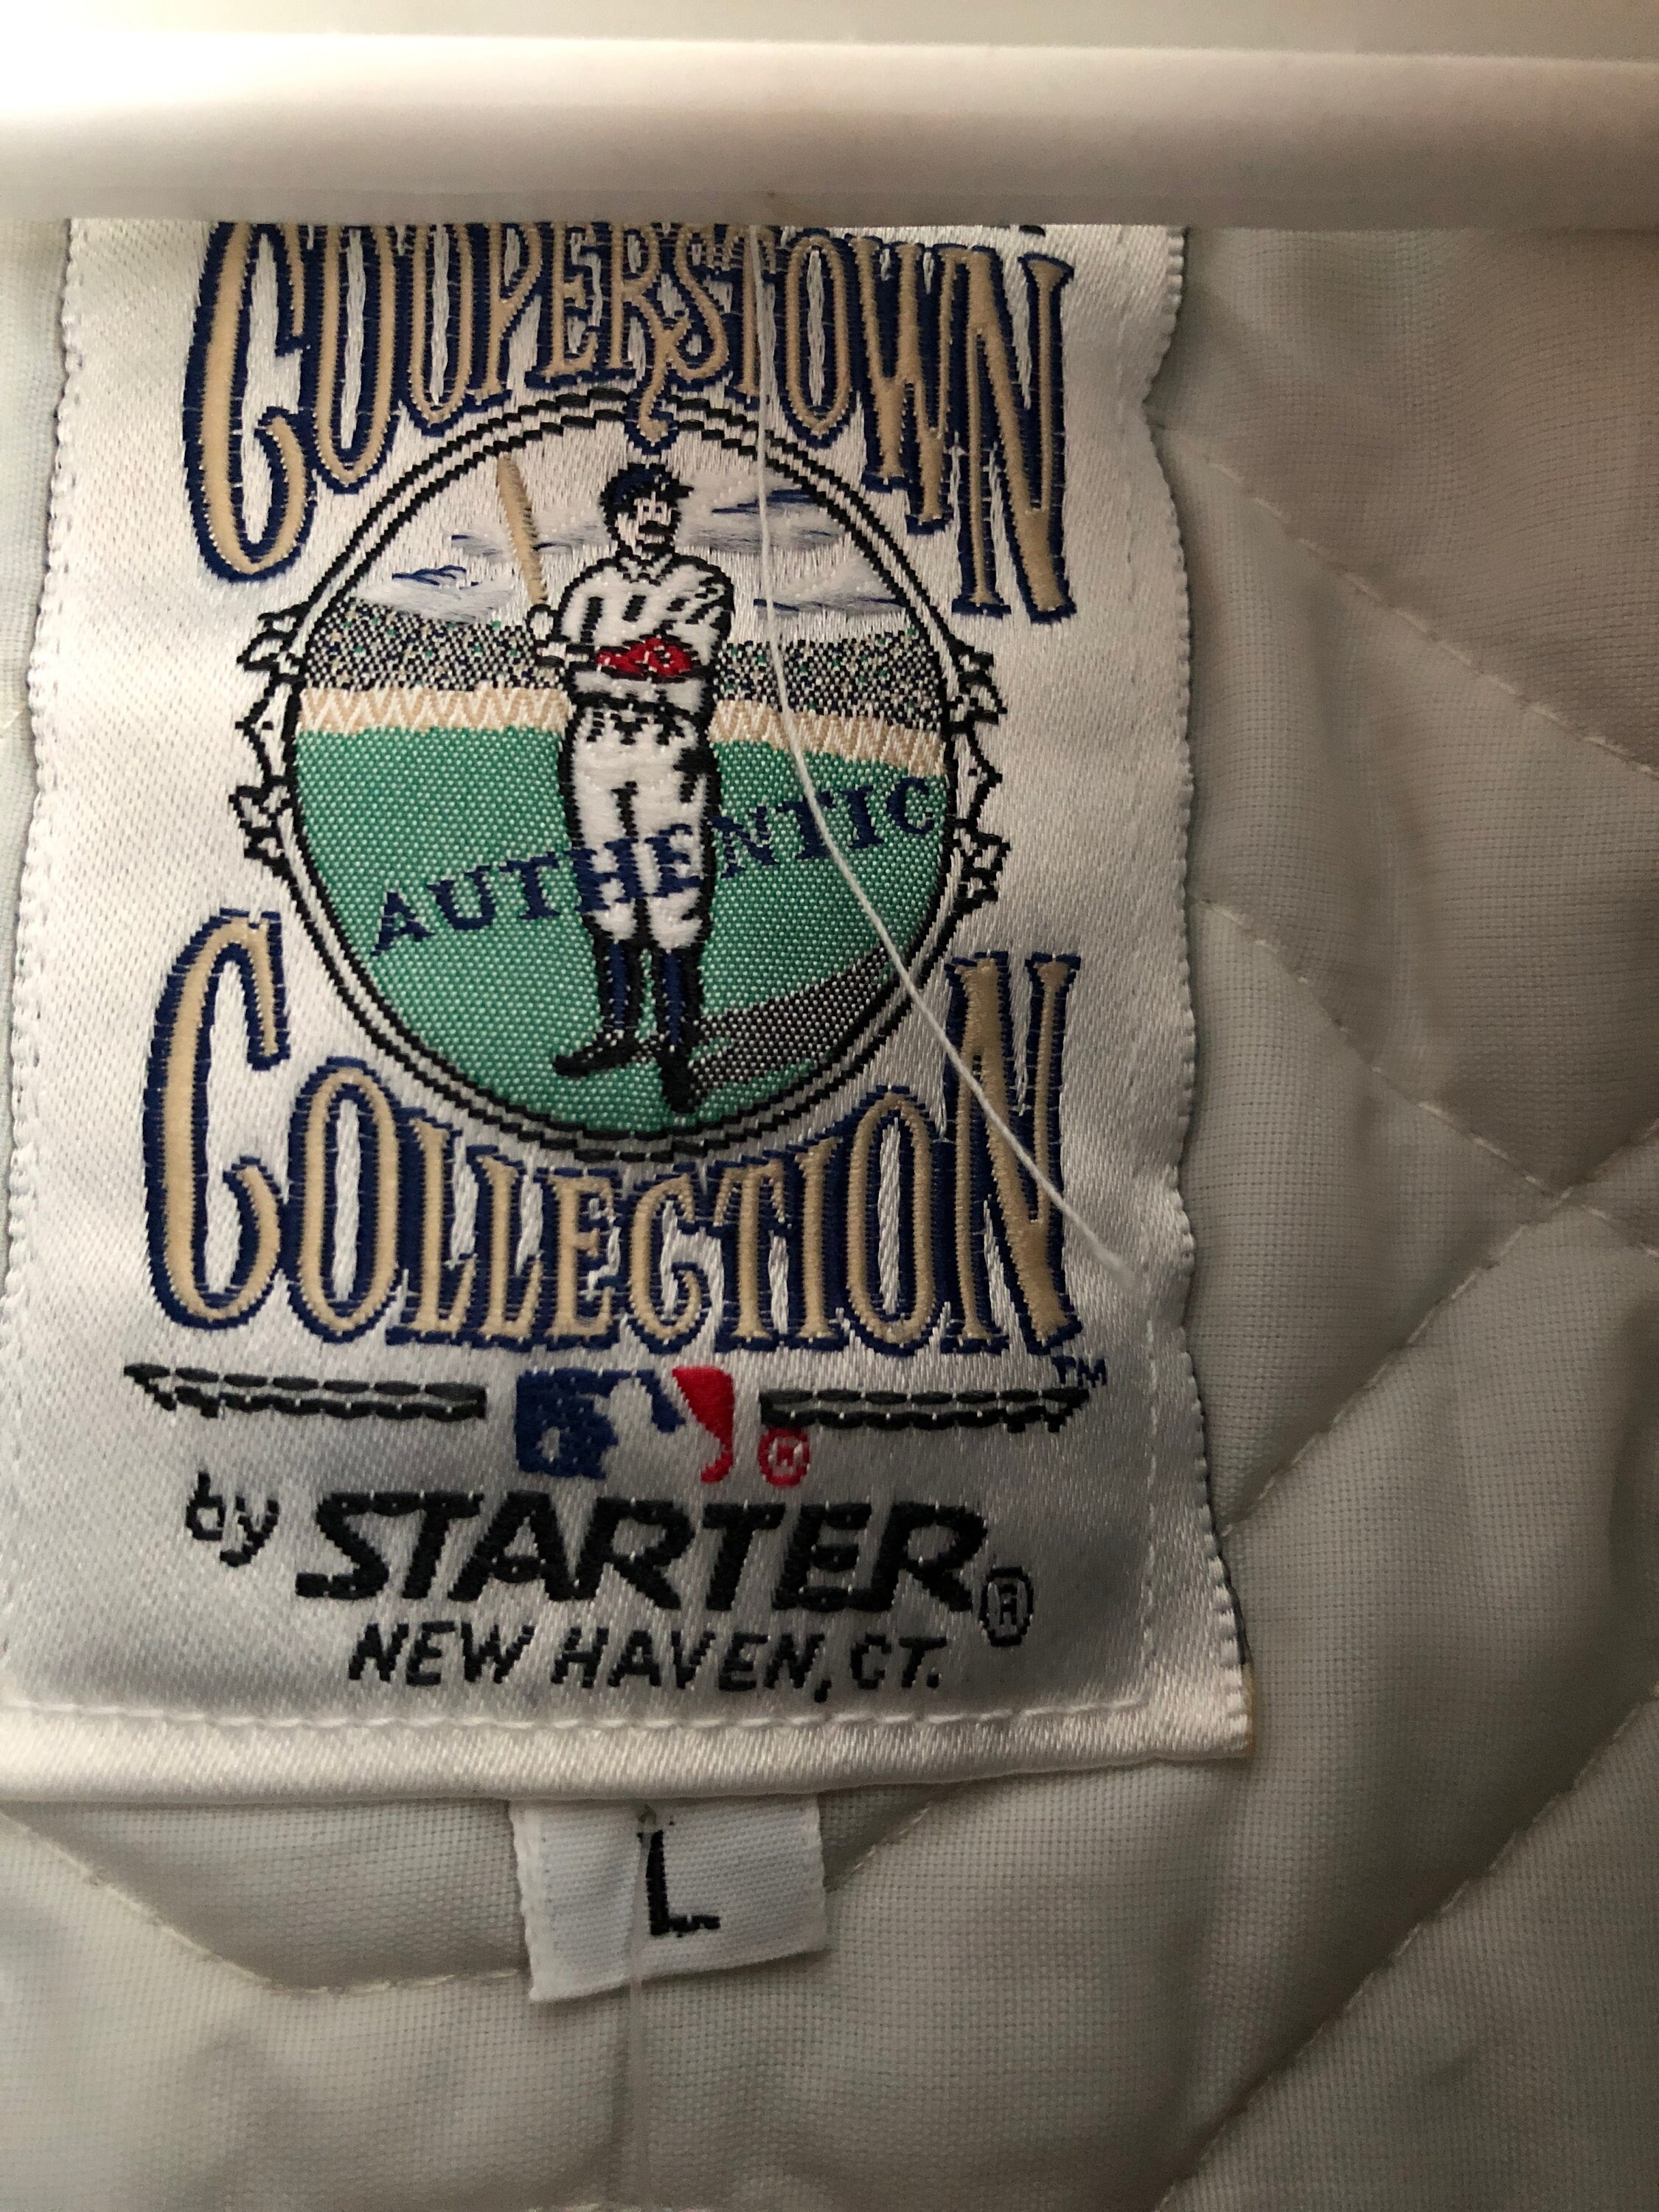 COOPERSTOWN
AUTHENTIC
COLLECTION
TM
®
by STARTER®
NEW HAVEN, CT.
L